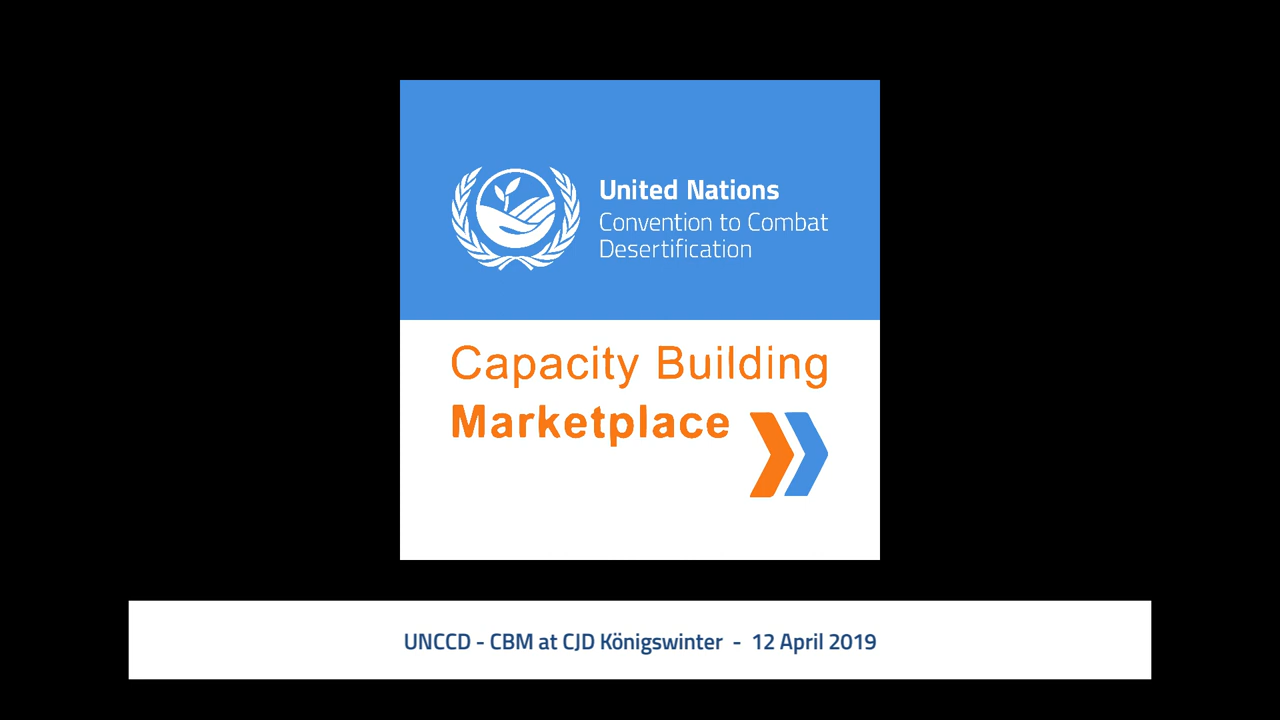 United Nations
Convention to Combat
Desertification
Capacity Building
Marketplace
UNCCD - CBM at CJD Königswinter - 12 April 2019